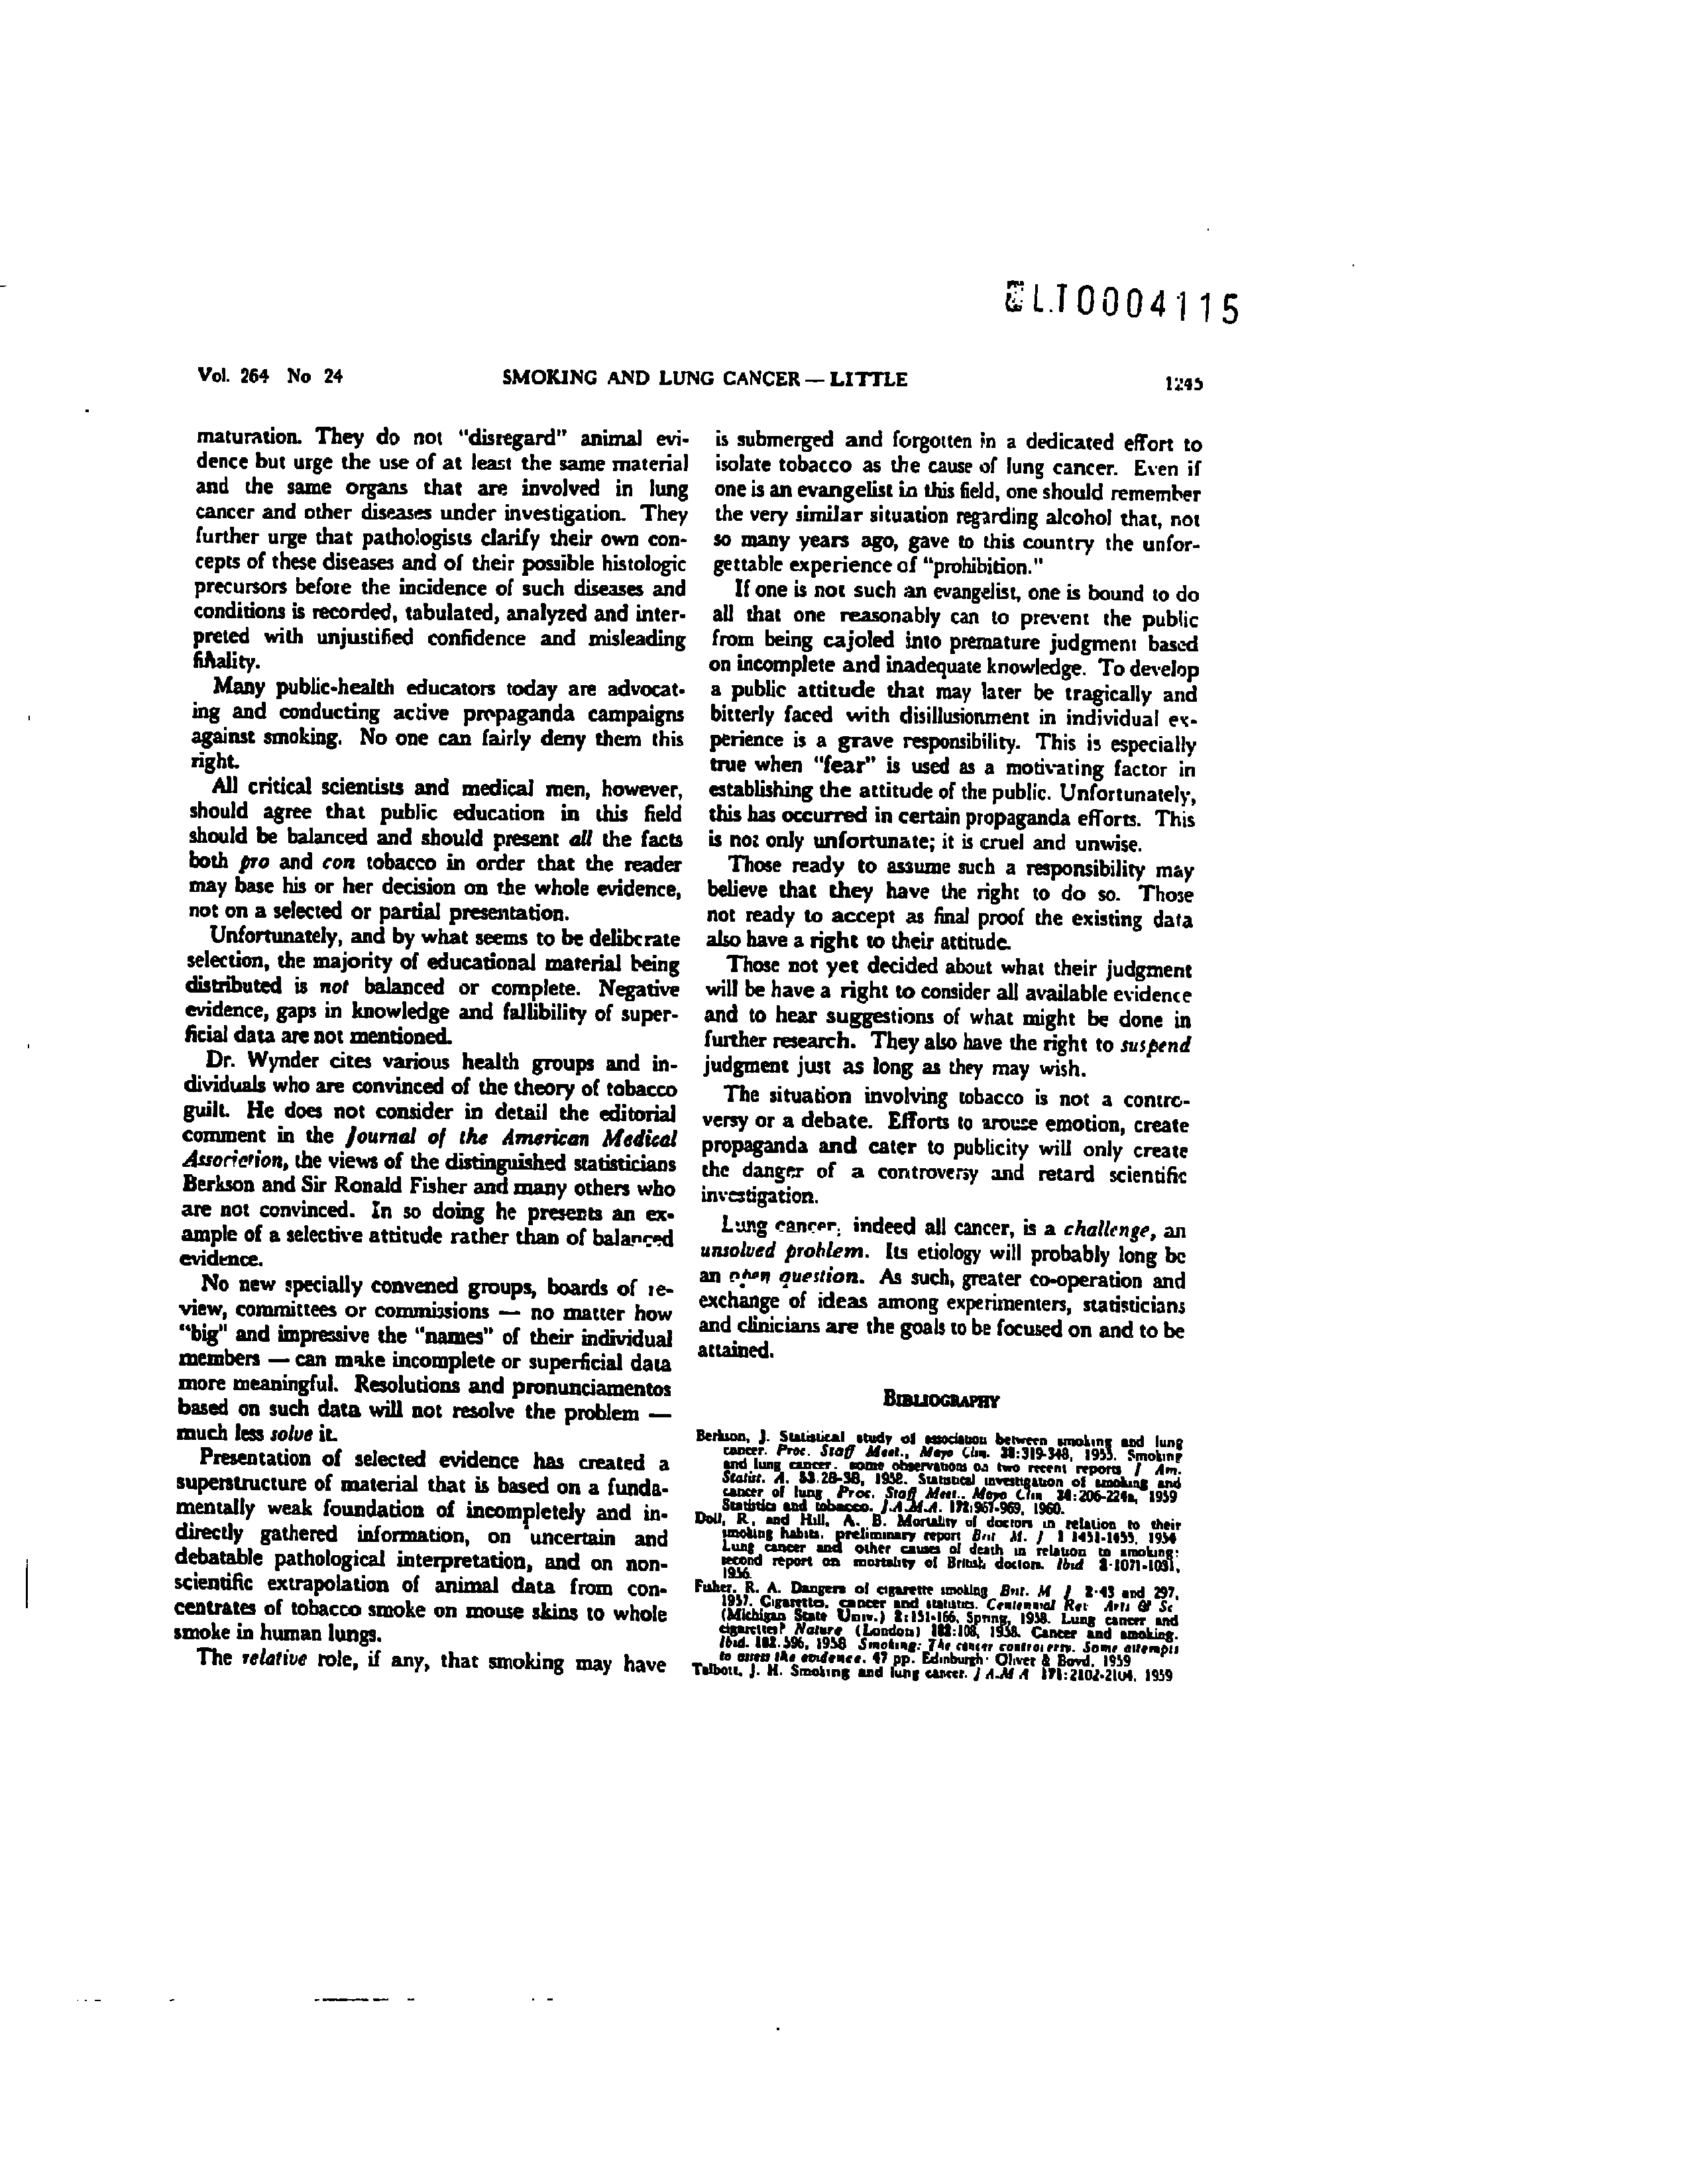 LT0004115
Vol. 264 No 24
SMOKING AND LUNG CANCER — LITTLE
1245
maturation. They do not "disregard" animal evi-
dence but urge the use of at least the same material
and the same organs that are involved in lung
cancer and other diseases under investigation. They
further urge that pathologists clarify their own con-
cepts of these diseases and of their possible histologic
precursors before the incidence of such diseases and
conditions is recorded, tabulated, analyzed and inter-
preted with unjustified confidence and misleading
finality.
Many public-health educators today are advocat-
ing and conducting active propaganda campaigns
against smoking. No one can fairly deny them this
right.
All critical scientists and medical men, however,
should agree that public education in this field
should be balanced and should present all the facts
both pro and con tobacco in order that the reader
may base his or her decision on the whole evidence,
not on a selected or partial presentation.
Unfortunately, and by what seems to be deliberate
selection, the majority of educational material being
distributed is not balanced or complete. Negative
evidence, gaps in knowledge and fallibility of super-
ficial data are not mentioned.
Dr. Wynder cites various health groups and in-
dividuals who are convinced of the theory of tobacco
guilt. He does not consider in detail the editorial
comment in the Journal of the American Medical
Association, the views of the distinguished statisticians
Berkson and Sir Ronald Fisher and many others who
are not convinced. In so doing he presents an ex-
ample of a selective attitude rather than of balanced
evidence.
No new specially convened groups, boards of re-
view, committees or commissions — no matter how
"big" and impressive the "names" of their individual
members — can make incomplete or superficial data
more meaningful. Resolutions and pronunciamentos
based on such data will not resolve the problem —
much less solve it.
Presentation of selected evidence has created a
superstructure of material that is based on a funda-
mentally weak foundation of incompletely and in-
directly gathered information, on uncertain and
debatable pathological interpretation, and on non-
scientific extrapolation of animal data from con-
centrates of tobacco smoke on mouse skins to whole
smoke in human lungs.
The relative role, if any, that smoking may have
is submerged and forgotten in a dedicated effort to
isolate tobacco as the cause of lung cancer. Even if
one is an evangelist in this field, one should remember
the very similar situation regarding alcohol that, not
so many years ago, gave to this country the unfor-
gettable experience of "prohibition."
If one is not such an evangelist, one is bound to do
all that one reasonably can to prevent the public
from being cajoled into premature judgment based
on incomplete and inadequate knowledge. To develop
a public attitude that may later be tragically and
bitterly faced with disillusionment in individual ex-
perience is a grave responsibility. This is especially
true when "fear" is used as a motivating factor in
establishing the attitude of the public. Unfortunately,
this has occurred in certain propaganda efforts. This
is not only unfortunate; it is cruel and unwise.
Those ready to assume such a responsibility may
believe that they have the right to do so. Those
not ready to accept as final proof the existing data
also have a right to their attitude.
Those not yet decided about what their judgment
will be have a right to consider all available evidence
and to hear suggestions of what might be done in
further research. They also have the right to suspend
judgment just as long as they may wish.
The situation involving tobacco is not a contro-
versy or a debate. Efforts to arouse emotion, create
propaganda and cater to publicity will only create
the danger of a controversy and retard scientific
investigation.
Lung cancer, indeed all cancer, is a challenge, an
unsolved problem. Its etiology will probably long be
an open question. As such, greater co-operation and
exchange of ideas among experimenters, statisticians
and clinicians are the goals to be focused on and to be
attained.
BIBLIOGRAPHY
Berkson, J. Statistical study of association between smoking and lung
cancer. Proc. Staff Meet., Mayo Clin. 30:319-348, 1955. Smoking
and lung cancer. some observations on two recent reports J Am.
Statist. A. 53.28-38, 1958. Statistical investigation of smoking and
cancer of lung Proc. Staff Meet., Mayo Clin 34:206-224a, 1959
Statistics and tobacco. J.A.M.A. 172:967-969, 1960.
Doll, R, and Hill, A. B. Mortality of doctors in relation to their
smoking habits. preliminary report Brit M. J 1 1451-1455, 1954
Lung cancer and other causes of death in relation to smoking:
second report on mortality of British doctors. Ibid 2-1071-1081,
1956.
Fisher, R. A. Dangers of cigarette smoking Brit. M J 2·43 and 297,
1957. Cigarettes, cancer and statistics. Centennial Rev Arts & Sc
(Michigan State Univ.) 2:151-166, Spring, 1958. Lung cancer and
cigarettes? Nature (London) 182:108, 1958. Cancer and smoking.
Ibid. 182.596, 1958 Smoking: The cancer controversy. Some attempts
to assess the evidence. 47 pp. Edinburgh· Oliver & Boyd, 1959
Talbott, J. H. Smoking and lung cancer. J A.M A 171:2102-2104, 1959